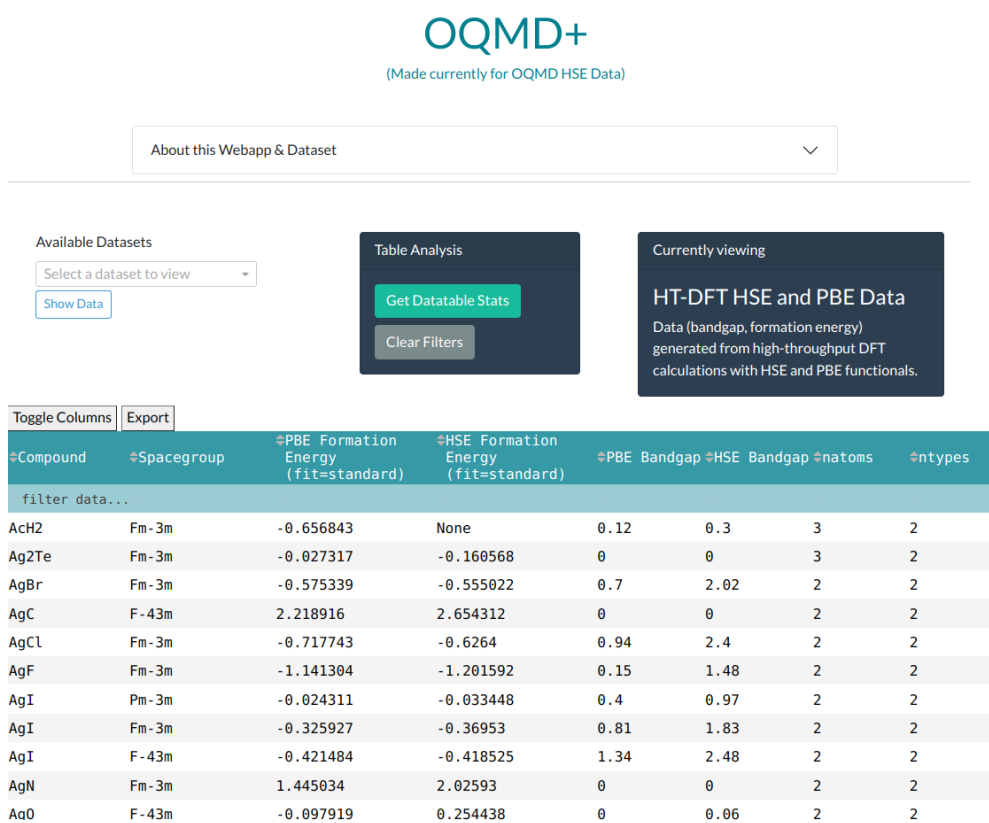 OQMD+
(Made currently for OQMD HSE Data)
About this Webapp & Dataset
Available Datasets
Select a dataset to view
Show Data
Table Analysis
Get Datatable Stats
Clear Filters
Currently viewing
HT-DFT HSE and PBE Data
Data (bandgap, formation energy)
generated from high-throughput DFT
calculations with HSE and PBE functionals.
Toggle Columns Export
Compound Spacegroup PBE Formation Energy (fit=standard) HSE Formation Energy (fit=standard) PBE Bandgap HSE Bandgap natoms ntypes
filter data...
AcH2 Fm-3m -0.656843 None 0.12 0.3 3 2
Ag2Te Fm-3m -0.027317 -0.160568 0 0 3 2
AgBr Fm-3m -0.575339 -0.555022 0.7 2.02 2 2
AgC F-43m 2.218916 2.654312 0 0 2 2
AgCl Fm-3m -0.717743 -0.6264 0.94 2.4 2 2
AgF Fm-3m -1.141304 -1.201592 0.15 1.48 2 2
AgI Pm-3m -0.024311 -0.033448 0.4 0.97 2 2
AgI Fm-3m -0.325927 -0.36953 0.81 1.83 2 2
AgI F-43m -0.421484 -0.418525 1.34 2.48 2 2
AgN Fm-3m 1.445034 2.02593 0 0 2 2
AgO F-43m -0.097919 0.254438 0 0.06 2 2